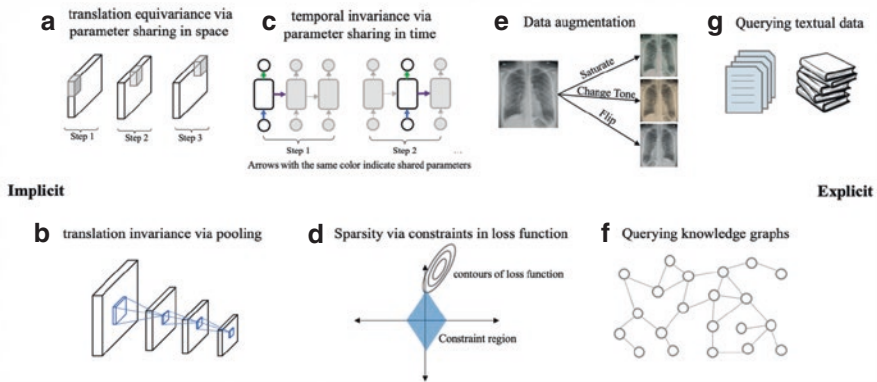 a translation equivariance via
parameter sharing in space
Step 1 Step 2 Step 3
c temporal invariance via
parameter sharing in time
Step 1 Step 2
Arrows with the same color indicate shared parameters
e Data augmentation
Saturate
Change Tone
Flip
g Querying textual data
Implicit
Explicit
b translation invariance via pooling
d Sparsity via constraints in loss function
contours of loss function
Constraint region
f Querying knowledge graphs